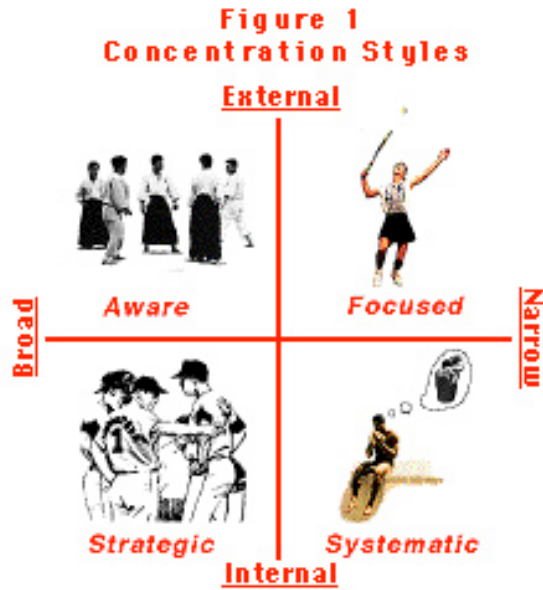 Figure 1
Concentration Styles
External
Aware
Focused
Broad
Narrow
Strategic
Systematic
Internal